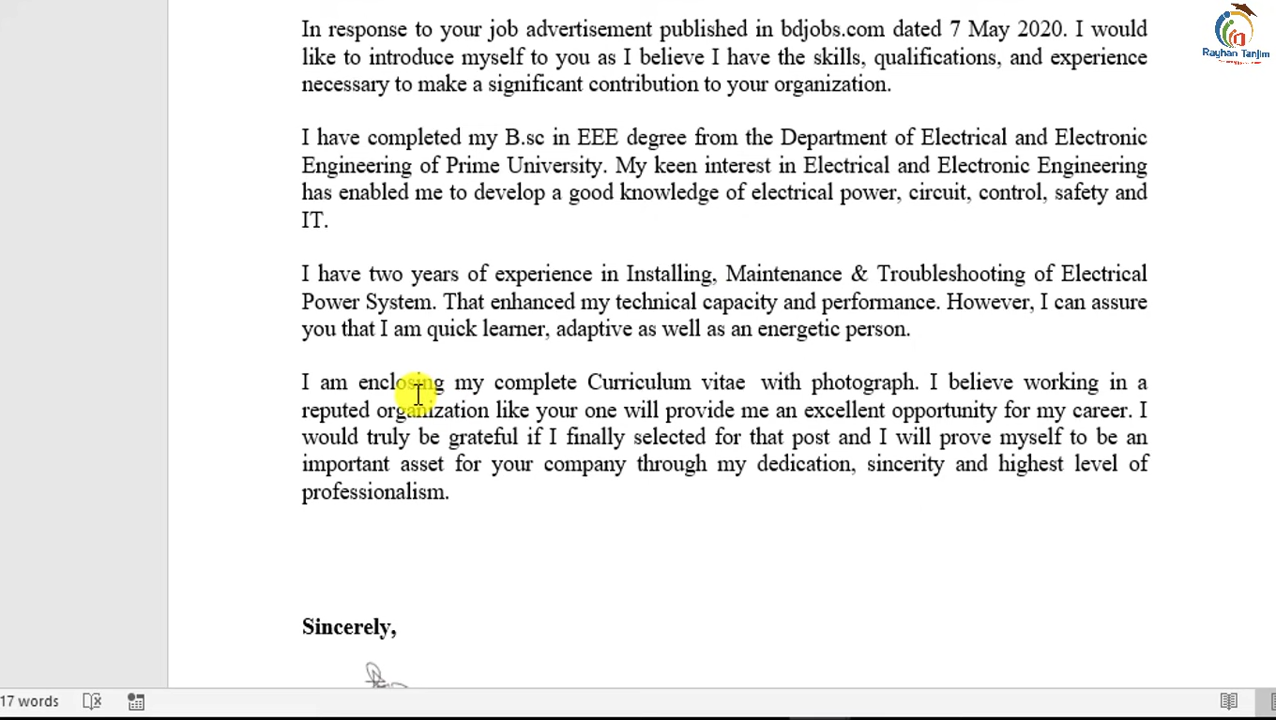 Rayhan Tanjim
In response to your job advertisement published in bdjobs.com dated 7 May 2020. I would
like to introduce myself to you as I believe I have the skills, qualifications, and experience
necessary to make a significant contribution to your organization.
I have completed my B.sc in EEE degree from the Department of Electrical and Electronic
Engineering of Prime University. My keen interest in Electrical and Electronic Engineering
has enabled me to develop a good knowledge of electrical power, circuit, control, safety and
IT.
I have two years of experience in Installing, Maintenance & Troubleshooting of Electrical
Power System. That enhanced my technical capacity and performance. However, I can assure
you that I am quick learner, adaptive as well as an energetic person.
I am enclosing my complete Curriculum vitae with photograph. I believe working in a
reputed organization like your one will provide me an excellent opportunity for my career. I
would truly be grateful if I finally selected for that post and I will prove myself to be an
important asset for your company through my dedication, sincerity and highest level of
professionalism.
Sincerely,
17 words